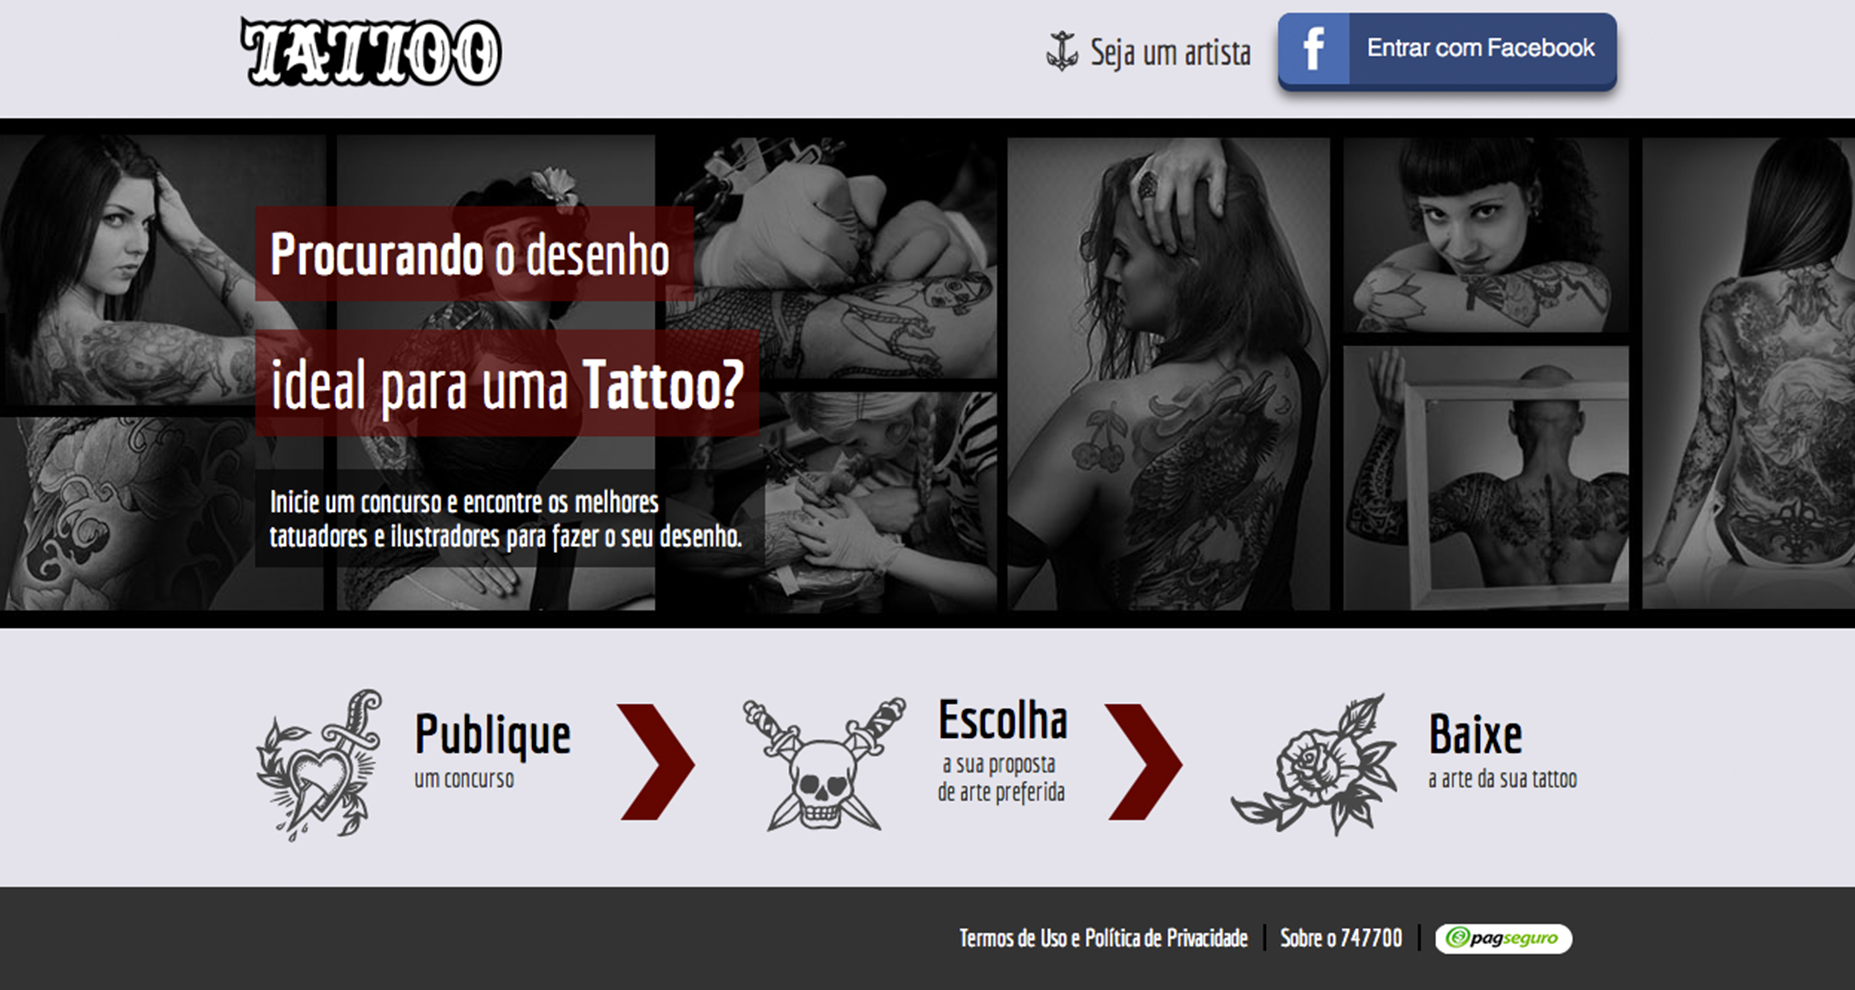 TATTOO
Seja um artista
f Entrar com Facebook
Procurando o desenho
ideal para uma Tattoo?
Inicie um concurso e encontre os melhores
tatuadores e ilustradores para fazer o seu desenho.
Publique
um concurso
Escolha
a sua proposta
de arte preferida
Baixe
a arte da sua tattoo
Termos de Uso e Política de Privacidade | Sobre o 747700 | pagseguro